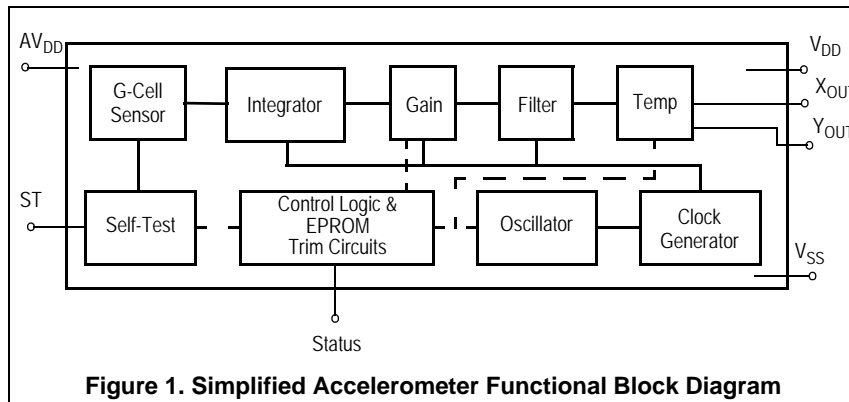 AVDD
VDD
G-Cell
Sensor
Integrator
Gain
Filter
Temp
XOUT
YOUT
ST
Self-Test
Control Logic &
EPROM
Trim Circuits
Oscillator
Clock
Generator
VSS
Status
Figure 1. Simplified Accelerometer Functional Block Diagram